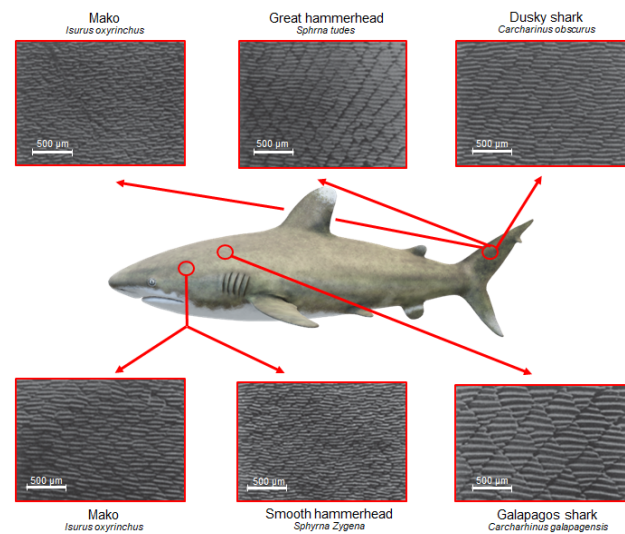 Mako
Isurus oxyrinchus
Great hammerhead
Sphrna tudes
Dusky shark
Carcharinus obscurus
500 µm
500 µm
500 µm
500 µm
500 µm
500 µm
Mako
Isurus oxyrinchus
Smooth hammerhead
Sphyrna Zygena
Galapagos shark
Carcharhinus galapagensis